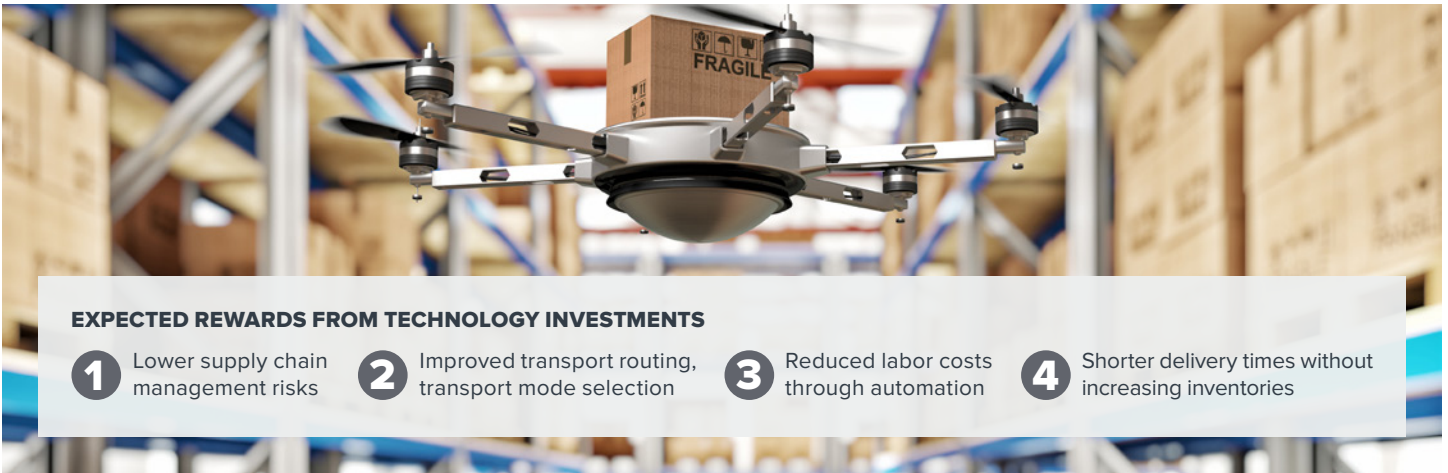 FRAGILE
EXPECTED REWARDS FROM TECHNOLOGY INVESTMENTS
1 Lower supply chain
management risks
2 Improved transport routing,
transport mode selection
3 Reduced labor costs
through automation
4 Shorter delivery times without
increasing inventories